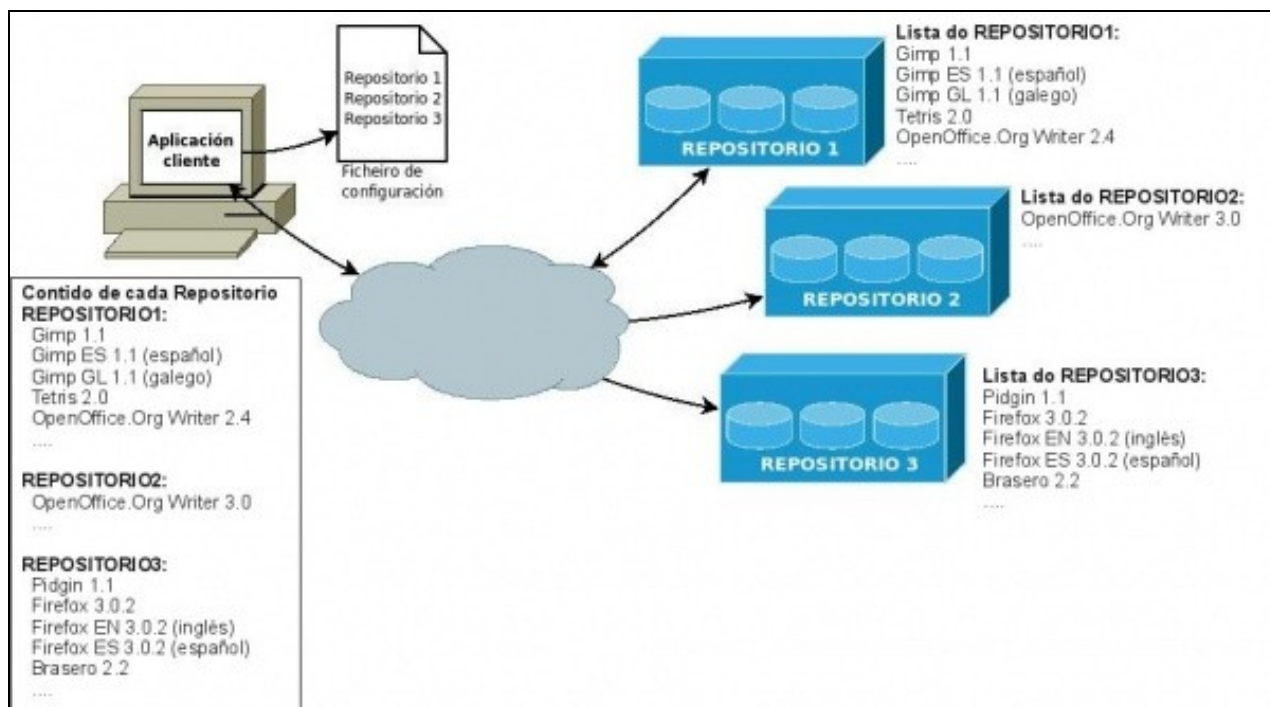 Aplicación
cliente
Repositorio 1
Repositorio 2
Repositorio 3
Ficheiro de
configuración
REPOSITORIO 1
Lista do REPOSITORIO1:
Gimp 1.1
Gimp ES 1.1 (español)
Gimp GL 1.1 (galego)
Tetris 2.0
OpenOffice.Org Writer 2.4
....
REPOSITORIO 2
Lista do REPOSITORIO2:
OpenOffice.Org Writer 3.0
....
REPOSITORIO 3
Lista do REPOSITORIO3:
Pidgin 1.1
Firefox 3.0.2
Firefox EN 3.0.2 (inglés)
Firefox ES 3.0.2 (español)
Brasero 2.2
....
Contido de cada Repositorio
REPOSITORIO1:
Gimp 1.1
Gimp ES 1.1 (español)
Gimp GL 1.1 (galego)
Tetris 2.0
OpenOffice.Org Writer 2.4
....
REPOSITORIO2:
OpenOffice.Org Writer 3.0
....
REPOSITORIO3:
Pidgin 1.1
Firefox 3.0.2
Firefox EN 3.0.2 (inglés)
Firefox ES 3.0.2 (español)
Brasero 2.2
....